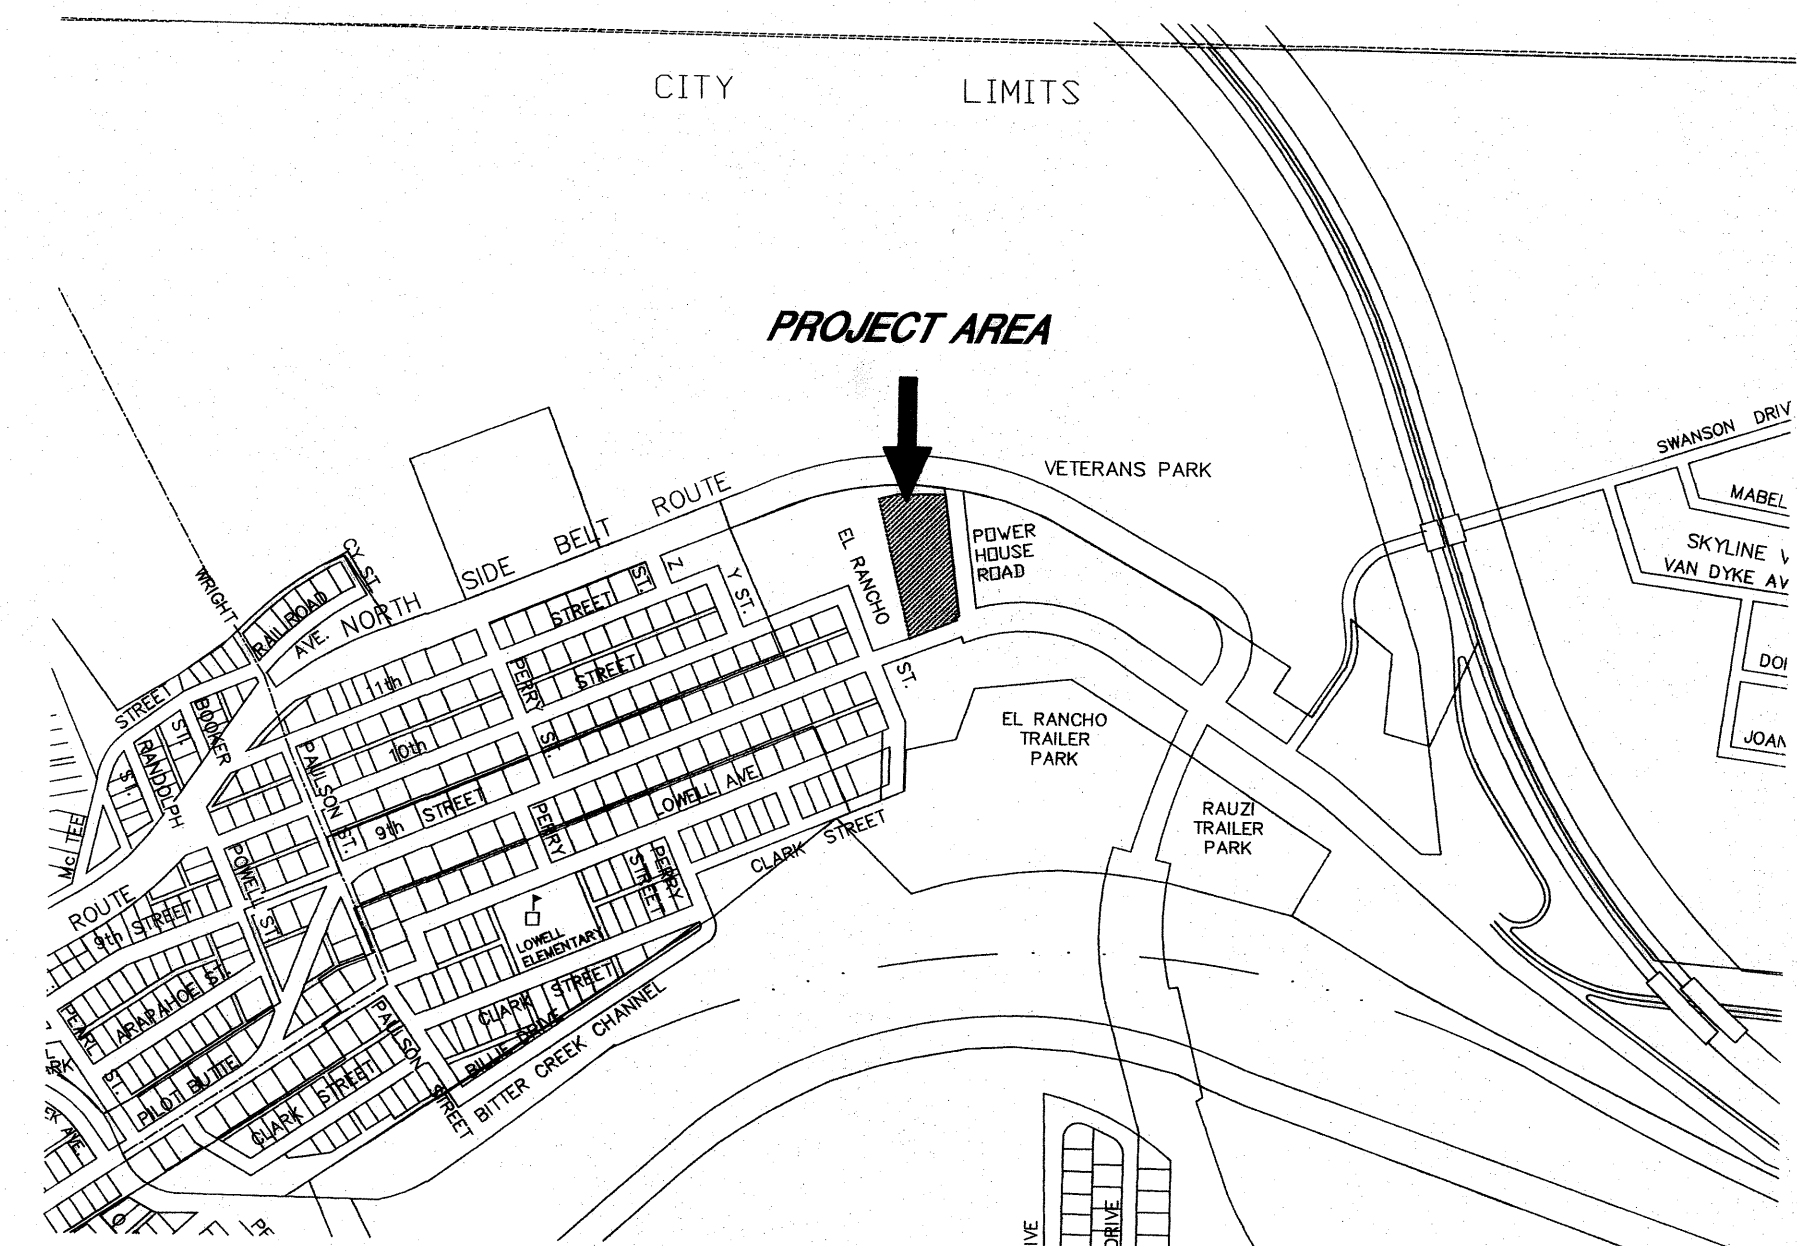 CITY LIMITS
PROJECT AREA
VETERANS PARK
SWANSON DRIV
MABEL
SKYLINE V
VAN DYKE AV
DOR
JOAN
NORTH SIDE BELT ROUTE
POWER
HOUSE
ROAD
EL RANCHO
ST.
WRIGHT
CY ST.
RAILROAD
AVE.
STREET
Z
ST.
Y ST.
STREET
BOOKER
ST.
RANDOLPH
ST.
Mc TEE
11th
PERRY
ST.
STREET
10th
PAULSON
ST.
9th STREET
LOWELL AVE.
PERRY
EL RANCHO
TRAILER
PARK
RAUZI
TRAILER
PARK
CLARK STREET
PERRY
STREET
POWELL
ST.
ROUTE
9th STREET
LOWELL
ELEMENTARY
CLARK STREET
BILLIE DRIVE
BITTER CREEK CHANNEL
ARAPAHOE ST.
PEARL
ST.
PILOT BUTTE
PAULSON
STREET
CLARK STREET
RK
EK AVE.
PE
IVE
DRIVE